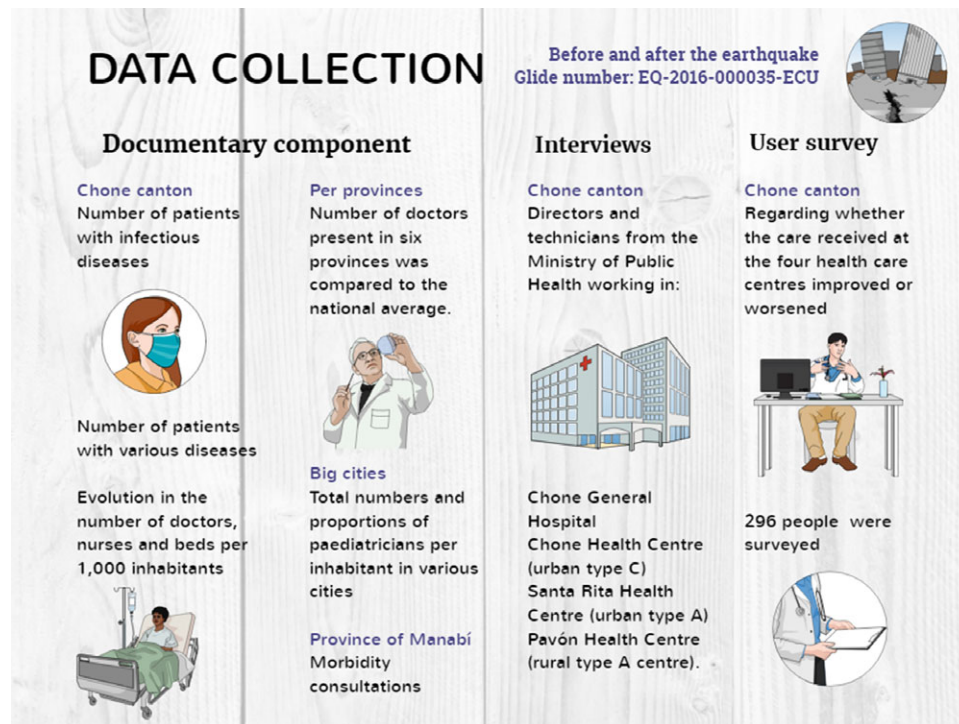 DATA COLLECTION
Before and after the earthquake
Glide number: EQ-2016-000035-ECU
Documentary component
Chone canton
Number of patients
with infectious
diseases
Number of patients
with various diseases
Evolution in the
number of doctors,
nurses and beds per
1,000 inhabitants
Per provinces
Number of doctors
present in six
provinces was
compared to the
national average.
Big cities
Total numbers and
proportions of
paediatricians per
inhabitant in various
cities
Province of Manabí
Morbidity
consultations
Interviews
Chone canton
Directors and
technicians from the
Ministry of Public
Health working in:
Chone General
Hospital
Chone Health Centre
(urban type C)
Santa Rita Health
Centre (urban type A)
Pavón Health Centre
(rural type A centre).
User survey
Chone canton
Regarding whether
the care received at
the four health care
centres improved or
worsened
296 people were
surveyed